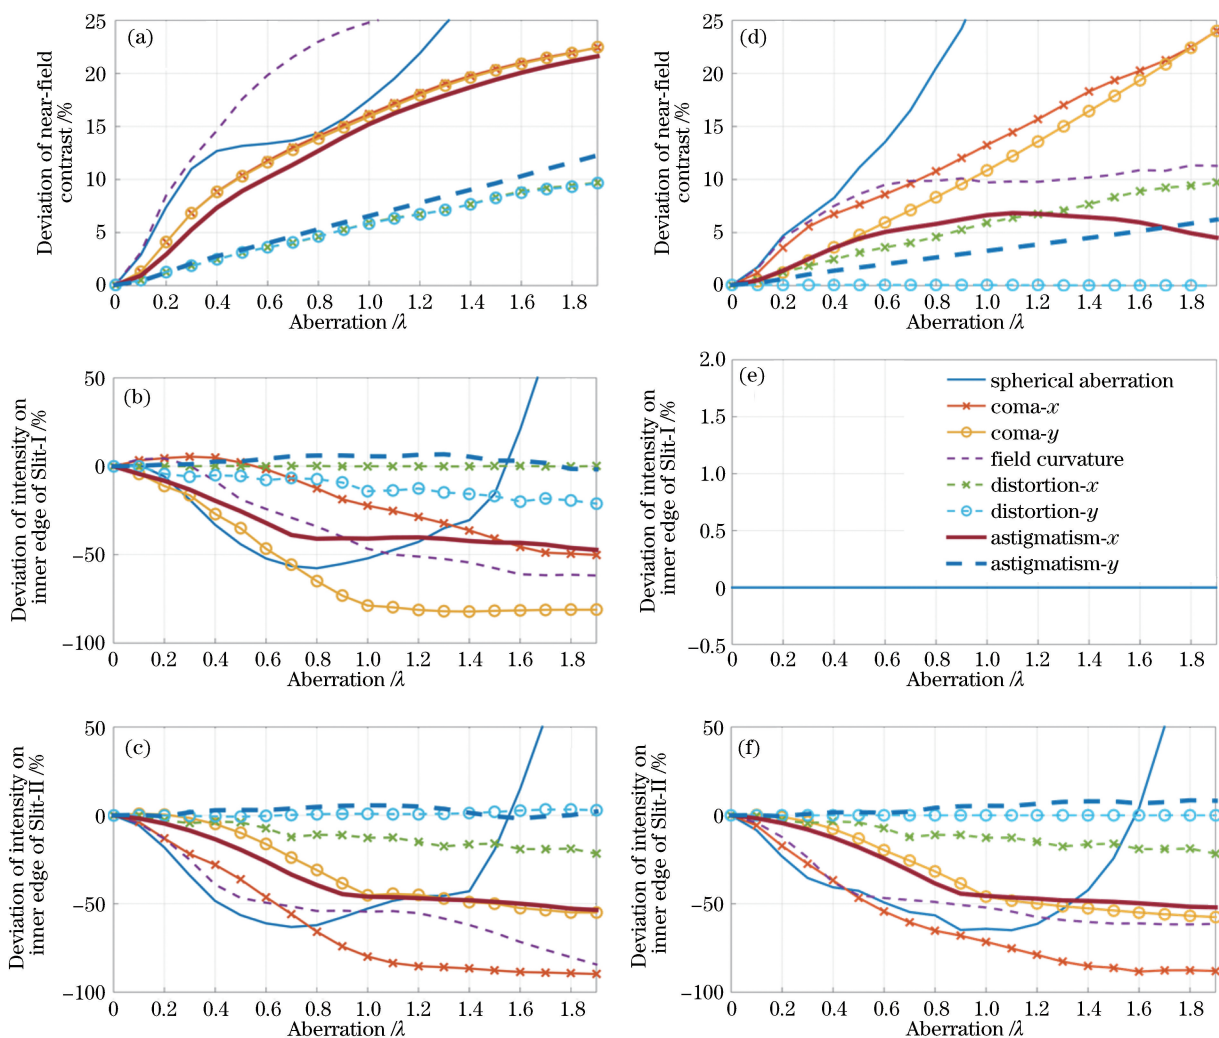 (a)
25
20
15
10
5
0
Deviation of near-field
contrast /%
0 0.2 0.4 0.6 0.8 1.0 1.2 1.4 1.6 1.8
Aberration /λ
(d)
25
20
15
10
5
0
Deviation of near-field
contrast /%
0 0.2 0.4 0.6 0.8 1.0 1.2 1.4 1.6 1.8
Aberration /λ
(b)
50
0
−50
−100
Deviation of intensity on
inner edge of Slit-I /%
0 0.2 0.4 0.6 0.8 1.0 1.2 1.4 1.6 1.8
Aberration /λ
(e)
2.0
1.5
1.0
0.5
0
−0.5
Deviation of intensity on
inner edge of Slit-I /%
spherical aberration
coma-x
coma-y
field curvature
distortion-x
distortion-y
astigmatism-x
astigmatism-y
0 0.2 0.4 0.6 0.8 1.0 1.2 1.4 1.6 1.8
Aberration /λ
(c)
50
0
−50
−100
Deviation of intensity on
inner edge of Slit-II /%
0 0.2 0.4 0.6 0.8 1.0 1.2 1.4 1.6 1.8
Aberration /λ
(f)
50
0
−50
−100
Deviation of intensity on
inner edge of Slit-II /%
0 0.2 0.4 0.6 0.8 1.0 1.2 1.4 1.6 1.8
Aberration /λ